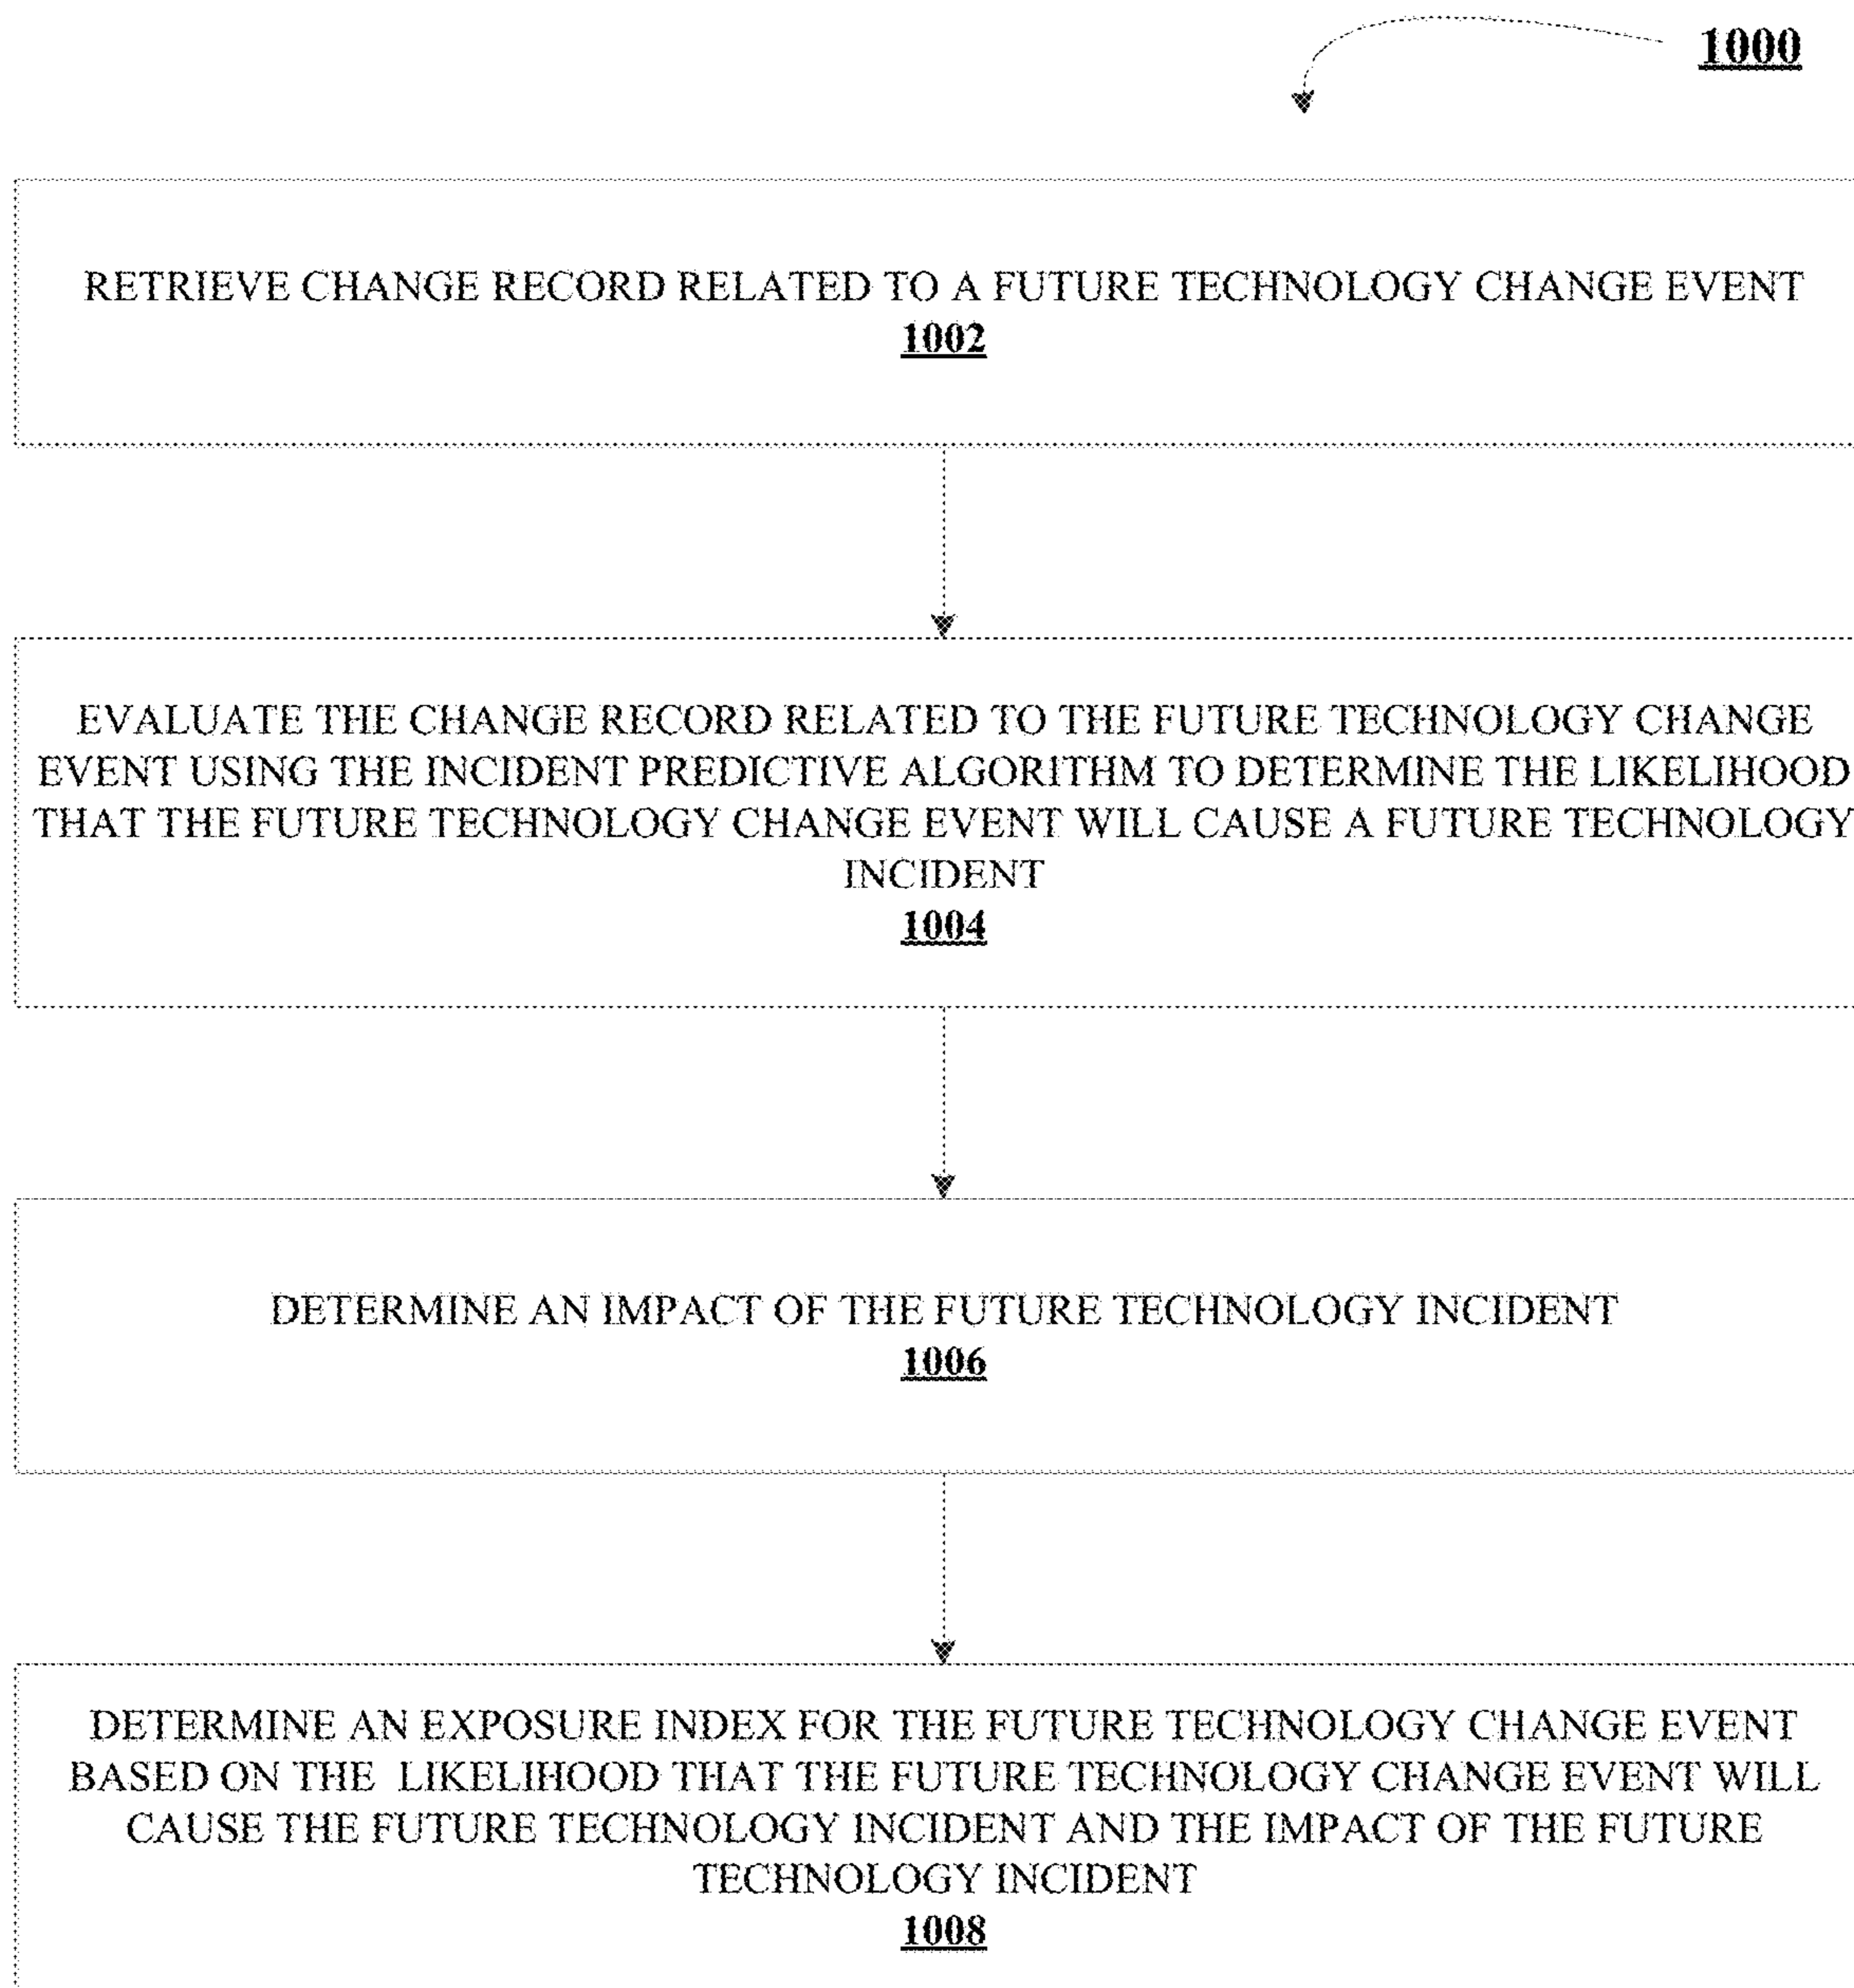 1000
RETRIEVE CHANGE RECORD RELATED TO A FUTURE TECHNOLOGY CHANGE EVENT
1002
EVALUATE THE CHANGE RECORD RELATED TO THE FUTURE TECHNOLOGY CHANGE
EVENT USING THE INCIDENT PREDICTIVE ALGORITHM TO DETERMINE THE LIKELIHOOD
THAT THE FUTURE TECHNOLOGY CHANGE EVENT WILL CAUSE A FUTURE TECHNOLOGY
INCIDENT
1004
DETERMINE AN IMPACT OF THE FUTURE TECHNOLOGY INCIDENT
1006
DETERMINE AN EXPOSURE INDEX FOR THE FUTURE TECHNOLOGY CHANGE EVENT
BASED ON THE LIKELIHOOD THAT THE FUTURE TECHNOLOGY CHANGE EVENT WILL
CAUSE THE FUTURE TECHNOLOGY INCIDENT AND THE IMPACT OF THE FUTURE
TECHNOLOGY INCIDENT
1008